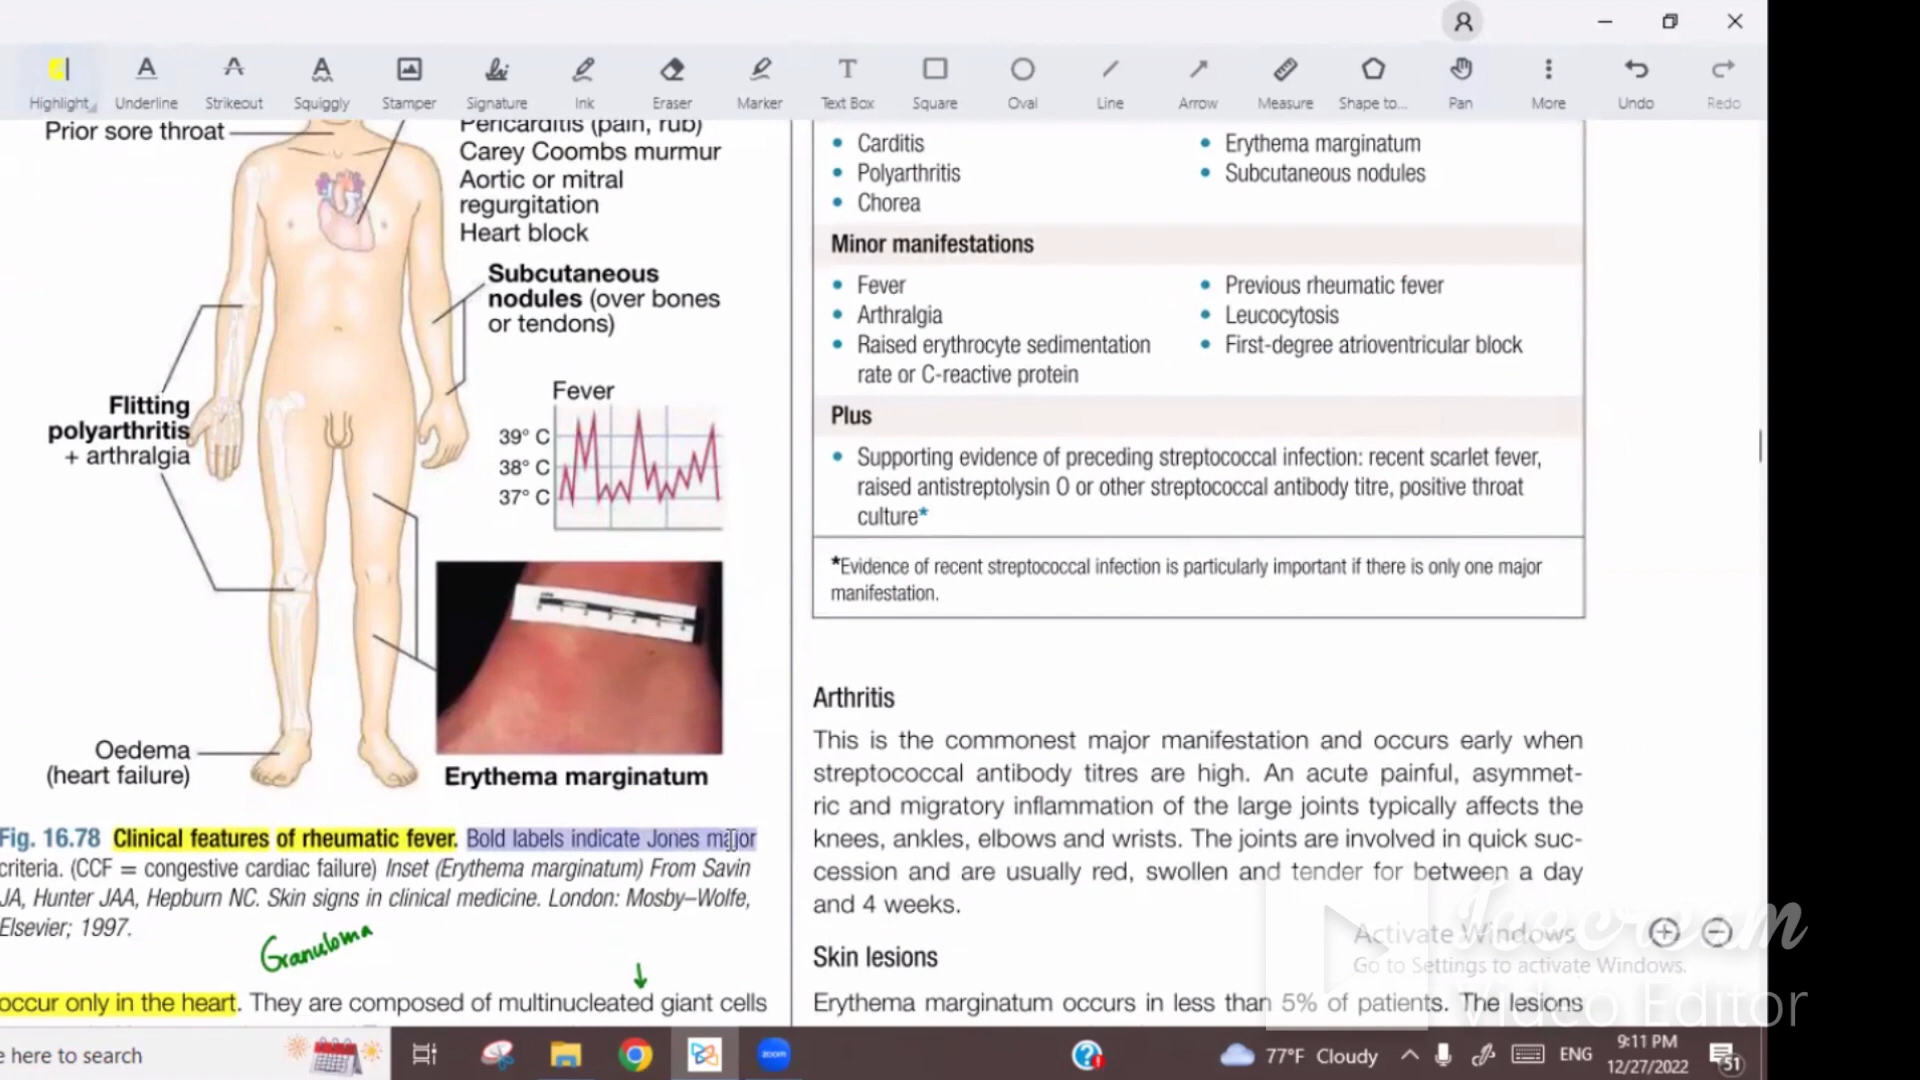 Highlight
Underline
Strikeout
Squiggly
Stamper
Signature
Ink
Eraser
Marker
Text Box
Square
Oval
Line
Arrow
Measure
Shape to...
Pan
More
Undo
Redo
Prior sore throat
Pericarditis (pain, rub)
Carey Coombs murmur
Aortic or mitral
regurgitation
Heart block
Subcutaneous
nodules (over bones
or tendons)
Flitting
polyarthritis
+ arthralgia
Fever
39° C
38° C
37° C
Oedema
(heart failure)
Erythema marginatum
Fig. 16.78 Clinical features of rheumatic fever. Bold labels indicate Jones major
criteria. (CCF = congestive cardiac failure) Inset (Erythema marginatum) From Savin
JA, Hunter JAA, Hepburn NC. Skin signs in clinical medicine. London: Mosby–Wolfe,
Elsevier; 1997.
Granuloma
occur only in the heart. They are composed of multinucleated giant cells
• Carditis
• Polyarthritis
• Chorea
• Erythema marginatum
• Subcutaneous nodules
Minor manifestations
• Fever
• Arthralgia
• Raised erythrocyte sedimentation
rate or C-reactive protein
• Previous rheumatic fever
• Leucocytosis
• First-degree atrioventricular block
Plus
• Supporting evidence of preceding streptococcal infection: recent scarlet fever,
raised antistreptolysin O or other streptococcal antibody titre, positive throat
culture*
*Evidence of recent streptococcal infection is particularly important if there is only one major
manifestation.
Arthritis
This is the commonest major manifestation and occurs early when
streptococcal antibody titres are high. An acute painful, asymmet-
ric and migratory inflammation of the large joints typically affects the
knees, ankles, elbows and wrists. The joints are involved in quick suc-
cession and are usually red, swollen and tender for between a day
and 4 weeks.
Skin lesions
Erythema marginatum occurs in less than 5% of patients. The lesions
Activate Windows
Go to Settings to activate Windows.
Icecream
Video Editor
e here to search
zoom
77°F Cloudy
ENG
9:11 PM
12/27/2022
51